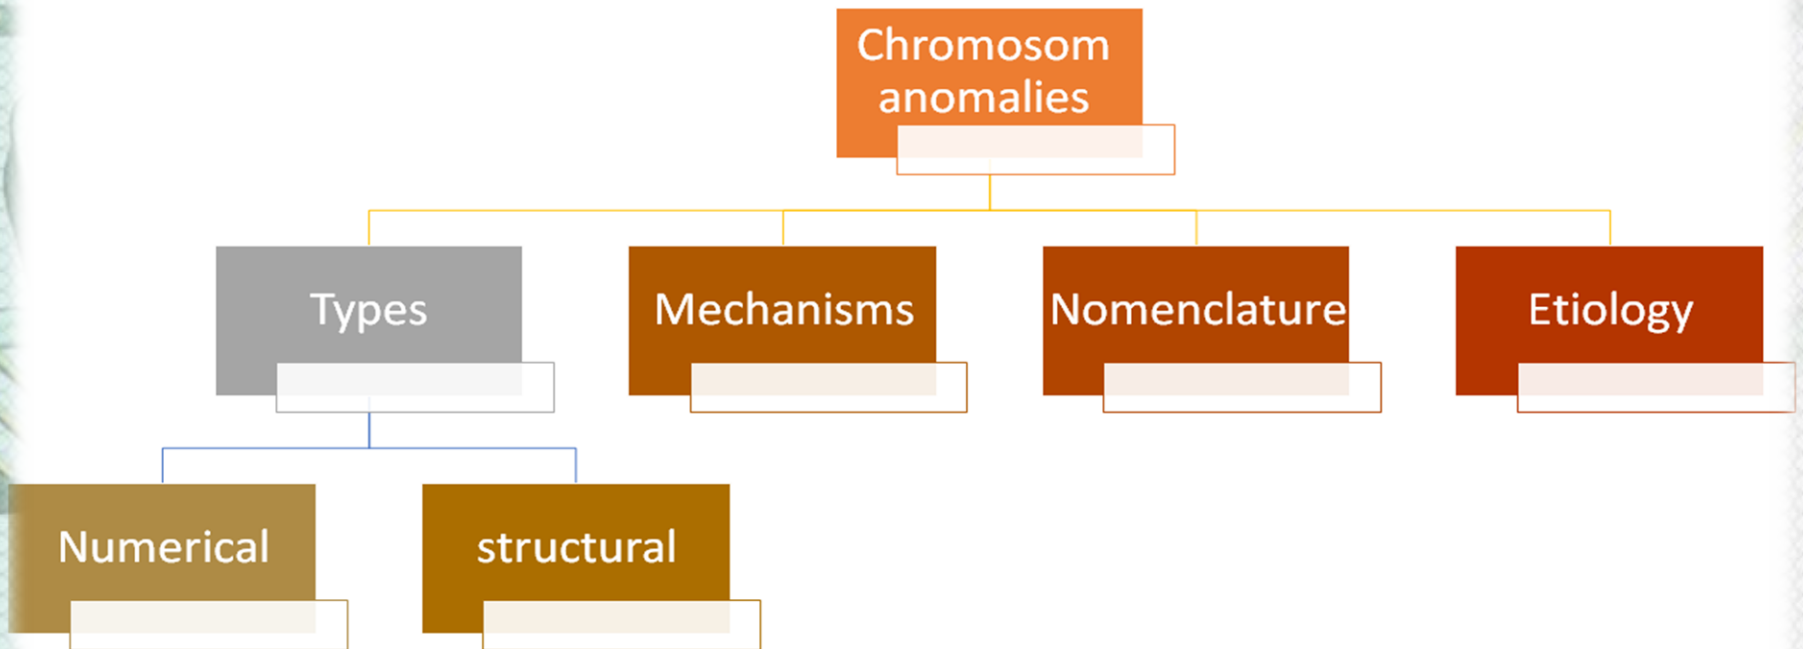 Chromosom
anomalies
Types
Mechanisms
Nomenclature
Etiology
Numerical
structural